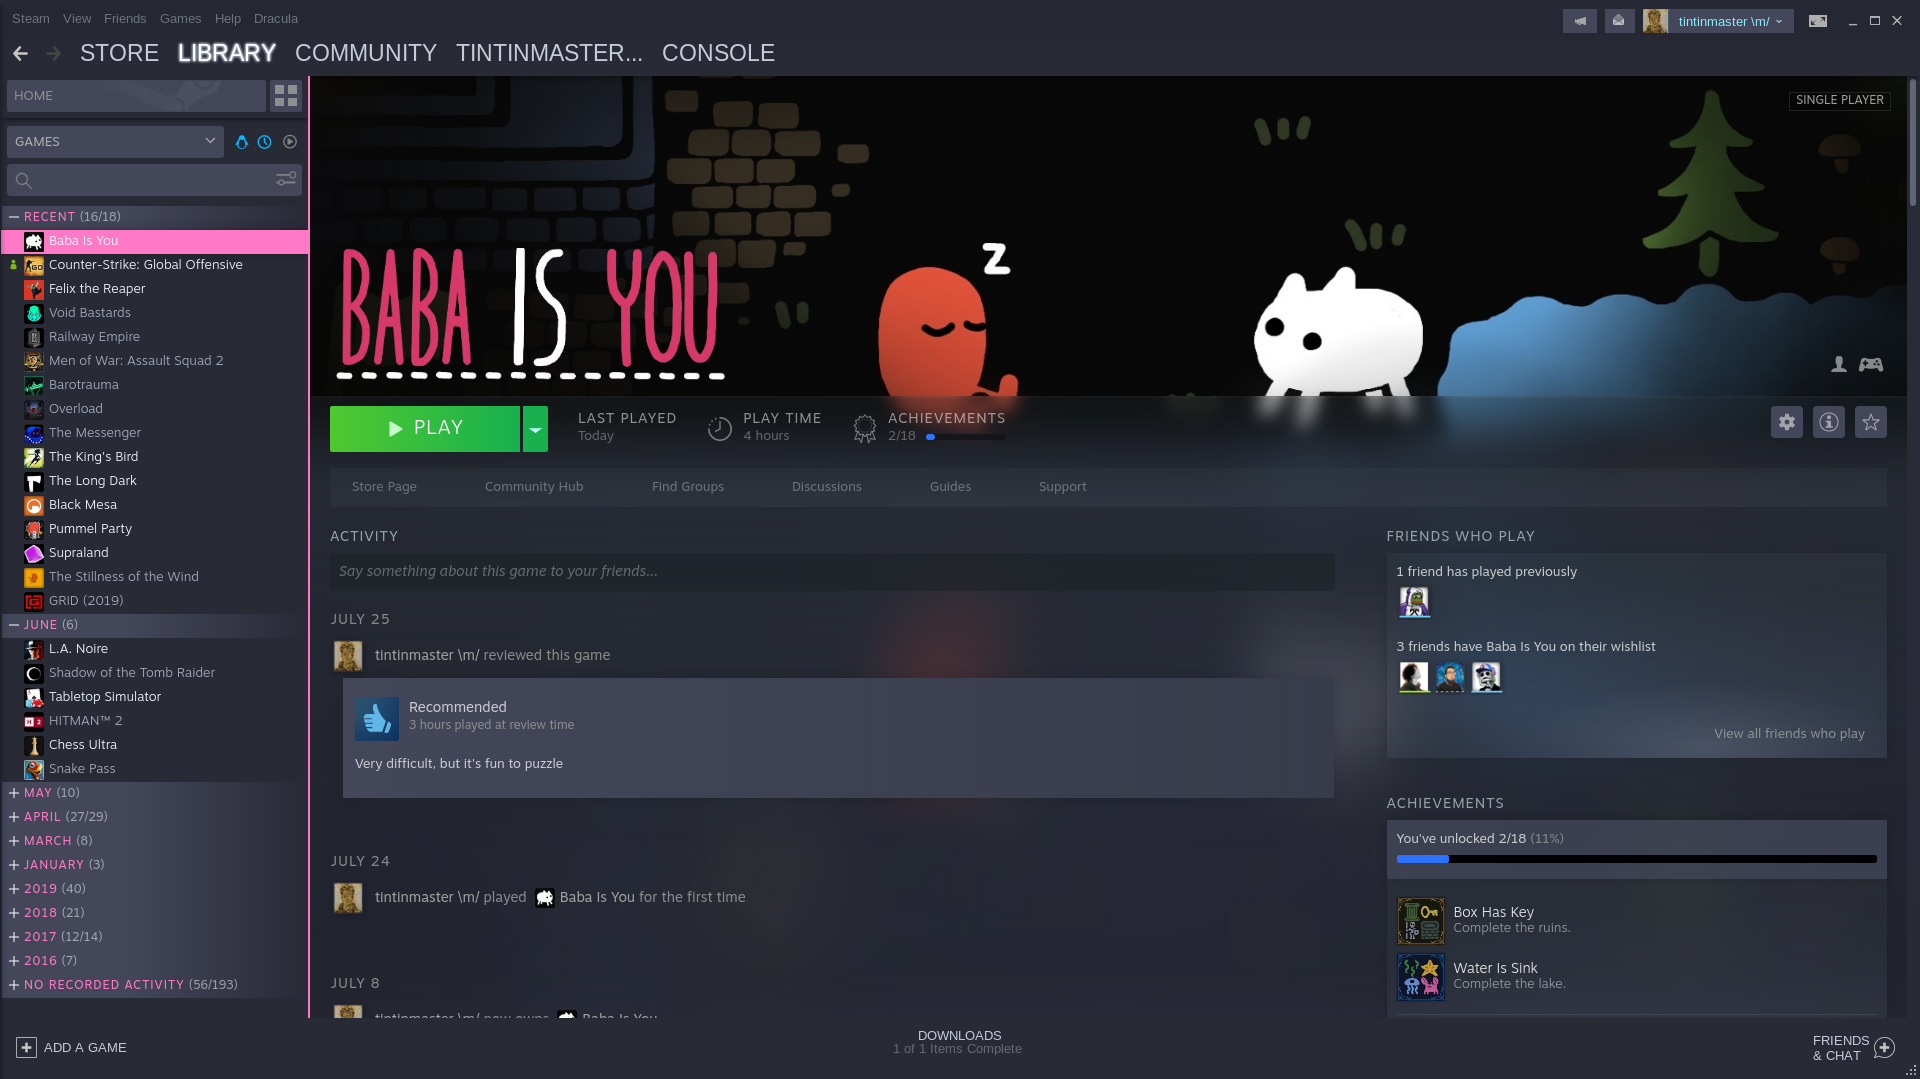 Steam View Friends Games Help Dracula
tintinmaster \m/
STORE LIBRARY COMMUNITY TINTINMASTER... CONSOLE
HOME
GAMES
RECENT (16/18)
Baba Is You
Counter-Strike: Global Offensive
Felix the Reaper
Void Bastards
Railway Empire
Men of War: Assault Squad 2
Barotrauma
Overload
The Messenger
The King's Bird
The Long Dark
Black Mesa
Pummel Party
Supraland
The Stillness of the Wind
GRID (2019)
JUNE (6)
L.A. Noire
Shadow of the Tomb Raider
Tabletop Simulator
HITMAN™ 2
Chess Ultra
Snake Pass
MAY (10)
APRIL (27/29)
MARCH (8)
JANUARY (3)
2019 (40)
2018 (21)
2017 (12/14)
2016 (7)
NO RECORDED ACTIVITY (56/193)
ADD A GAME
SINGLE PLAYER
Z
BABA IS YOU
PLAY
LAST PLAYED
Today
PLAY TIME
4 hours
ACHIEVEMENTS
2/18
Store Page Community Hub Find Groups Discussions Guides Support
ACTIVITY
Say something about this game to your friends...
JULY 25
tintinmaster \m/ reviewed this game
Recommended
3 hours played at review time
Very difficult, but it's fun to puzzle
JULY 24
tintinmaster \m/ played Baba Is You for the first time
JULY 8
tintinmaster \m/ now owns Baba Is You
FRIENDS WHO PLAY
1 friend has played previously
3 friends have Baba Is You on their wishlist
View all friends who play
ACHIEVEMENTS
You've unlocked 2/18 (11%)
Box Has Key
Complete the ruins.
Water Is Sink
Complete the lake.
DOWNLOADS
1 of 1 Items Complete
FRIENDS
& CHAT